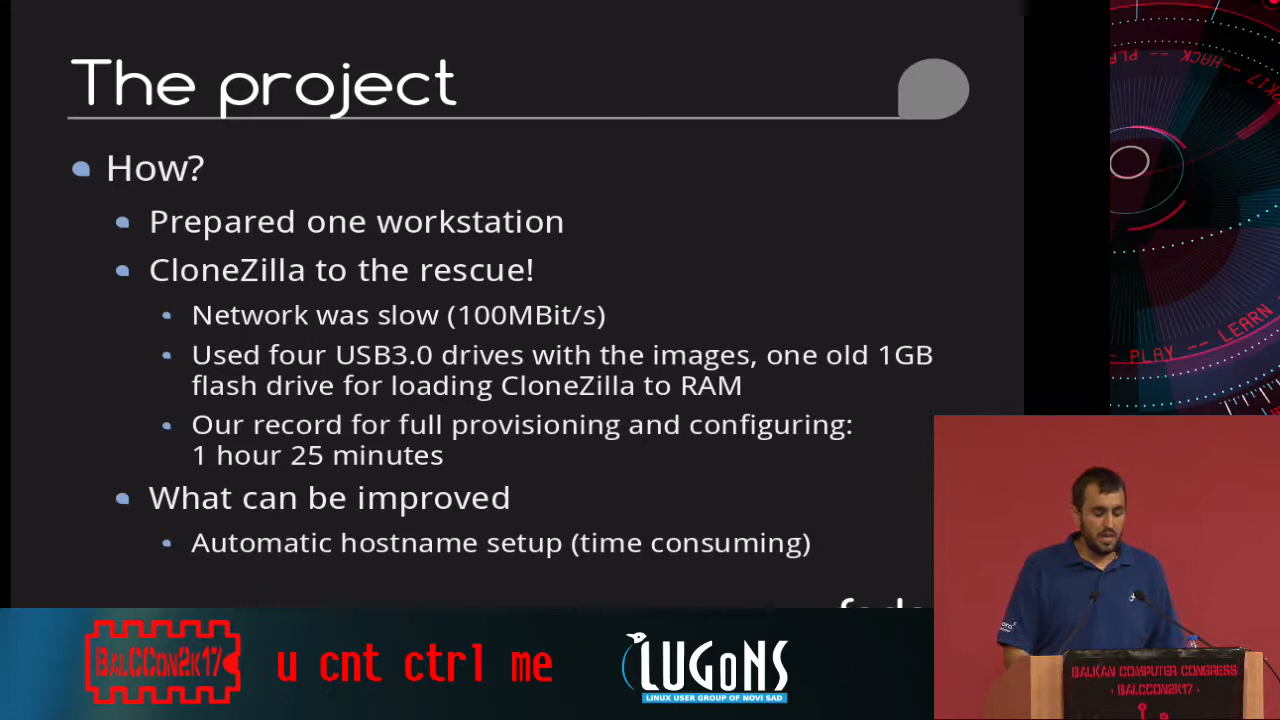 The project
How?
Prepared one workstation
CloneZilla to the rescue!
Network was slow (100MBit/s)
Used four USB3.0 drives with the images, one old 1GB
flash drive for loading CloneZilla to RAM
Our record for full provisioning and configuring:
1 hour 25 minutes
What can be improved
Automatic hostname setup (time consuming)
HACK --
-- PLAY -- LEARN
BALCCON2K17
u cnt ctrl me
LUGONS
LINUX USER GROUP OF NOVI SAD
BALKAN COMPUTER CONGRESS
· BALCCON2K17 ·